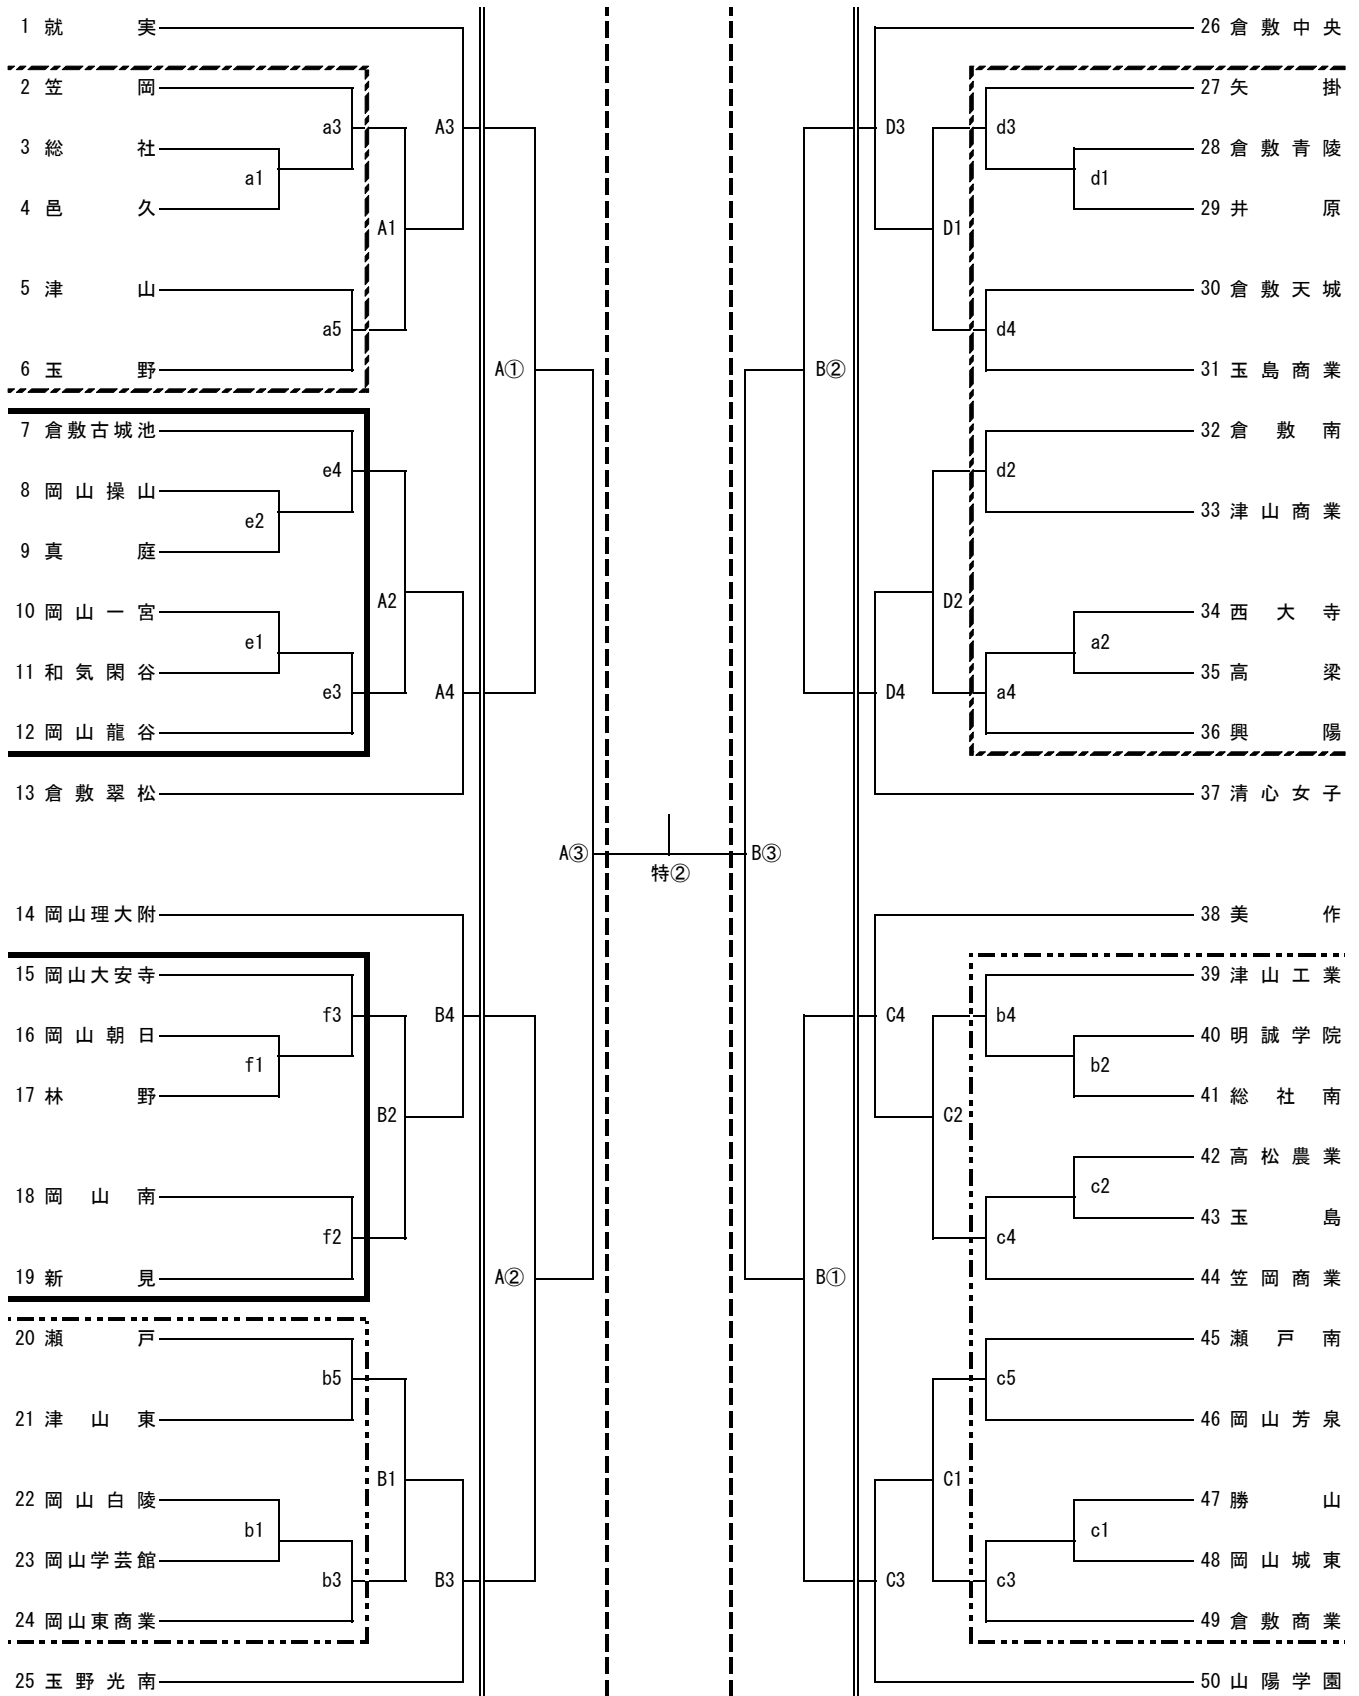 1 就実
26 倉敷中央
2 笠岡
27 矢掛
a3 A3 D3 d3
3 総社
28 倉敷青陵
a1 d1
4 邑久
29 井原
A1 D1
5 津山
30 倉敷天城
a5 d4
6 玉野
A① B②
31 玉島商業
7 倉敷古城池
32 倉敷南
e4 d2
8 岡山操山
33 津山商業
e2
9 真庭
A2 D2
10 岡山一宮
34 西大寺
e1 a2
11 和気閑谷
35 高梁
e3 A4 D4 a4
12 岡山龍谷
36 興陽
13 倉敷翠松
37 清心女子
A③ B③
特②
14 岡山理大附
38 美作
15 岡山大安寺
39 津山工業
f3 B4 C4 b4
16 岡山朝日
40 明誠学院
f1 b2
17 林野
41 総社南
B2 C2
42 高松農業
18 岡山南
c2
43 玉島
f2 c4
19 新見
A② B①
44 笠岡商業
20 瀬戸
45 瀬戸南
b5 c5
21 津山東
46 岡山芳泉
B1 C1
22 岡山白陵
47 勝山
b1 c1
23 岡山学芸館
48 岡山城東
b3 B3 C3 c3
24 岡山東商業
49 倉敷商業
25 玉野光南
50 山陽学園